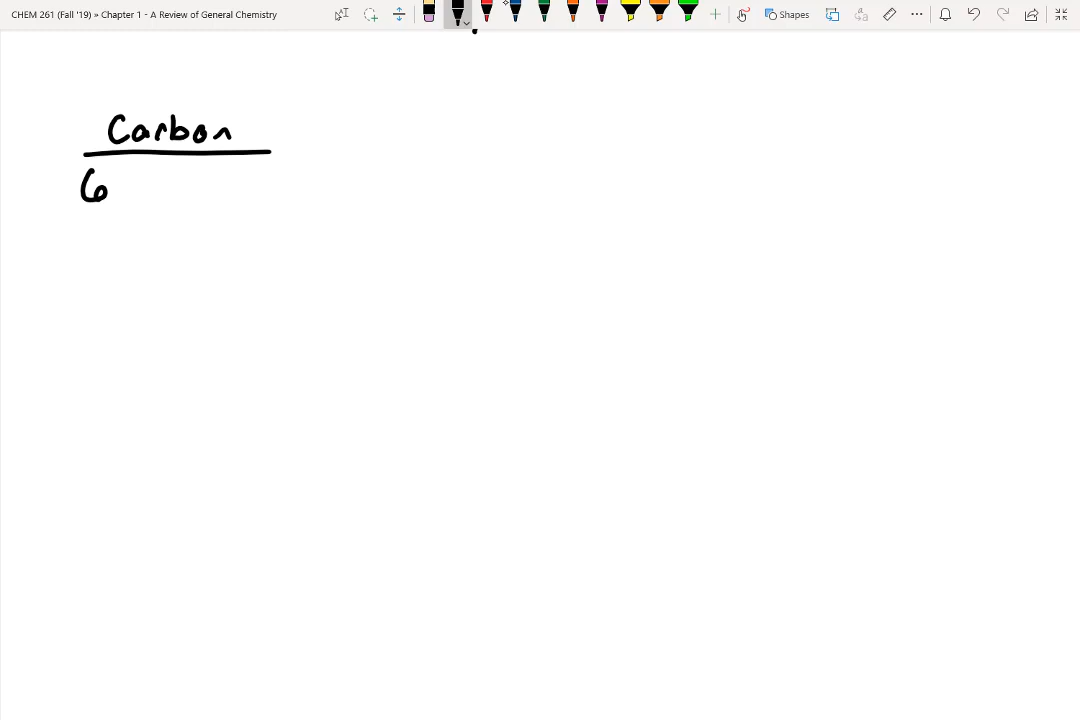 CHEM 261 (Fall '19) » Chapter 1 - A Review of General Chemistry
Shapes
Carbon
6